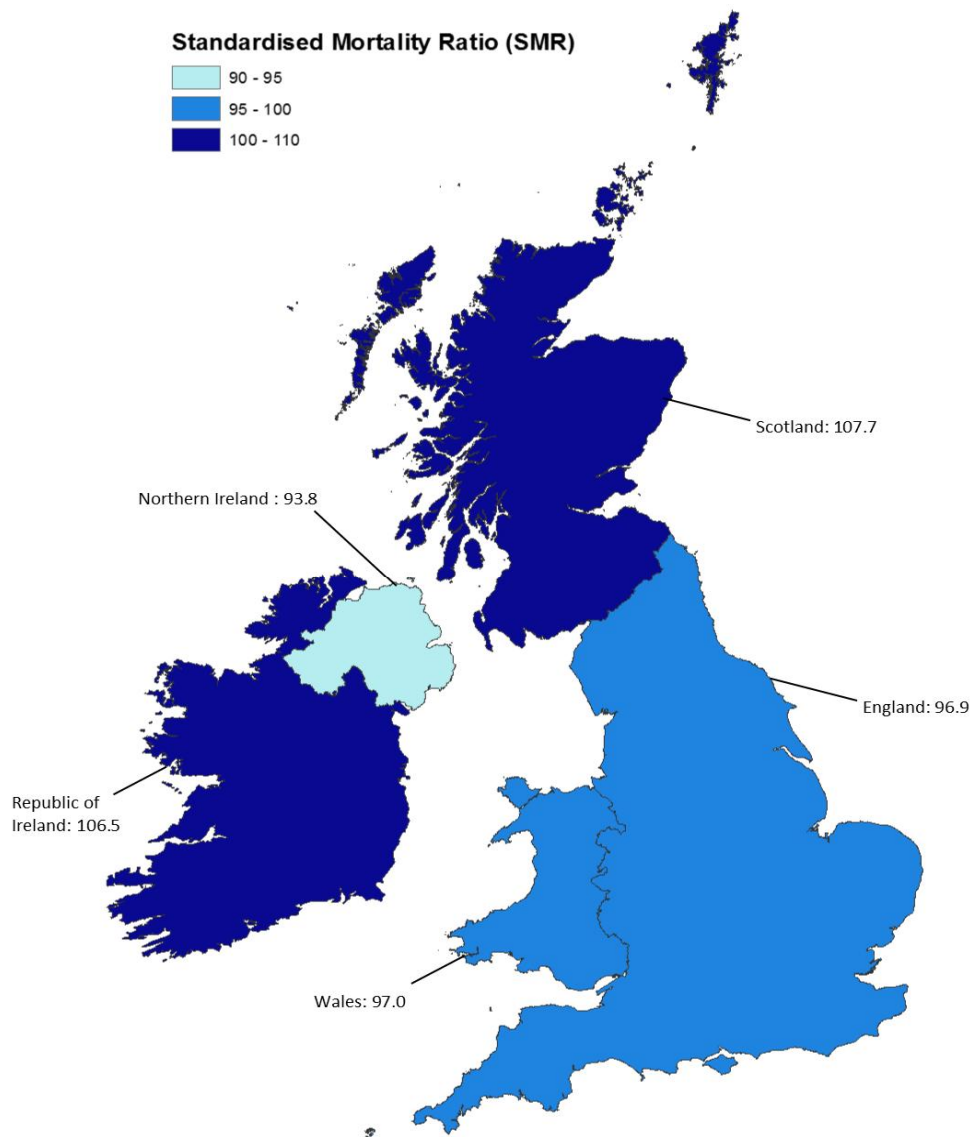 Standardised Mortality Ratio (SMR)
90 - 95
95 - 100
100 - 110
Scotland: 107.7
Northern Ireland : 93.8
England: 96.9
Republic of
Ireland: 106.5
Wales: 97.0